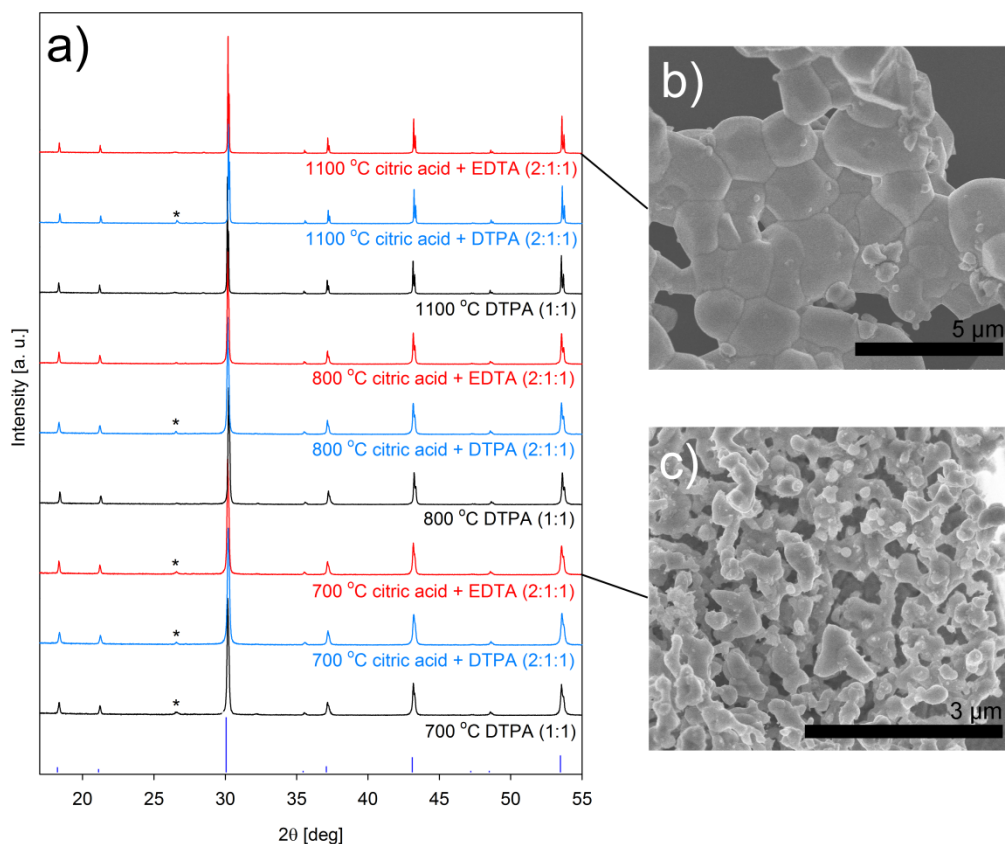 a)
Intensity [a. u.]
1100 °C citric acid + EDTA (2:1:1)
*
1100 °C citric acid + DTPA (2:1:1)
1100 °C DTPA (1:1)
800 °C citric acid + EDTA (2:1:1)
*
800 °C citric acid + DTPA (2:1:1)
800 °C DTPA (1:1)
*
700 °C citric acid + EDTA (2:1:1)
*
700 °C citric acid + DTPA (2:1:1)
*
700 °C DTPA (1:1)
20 25 30 35 40 45 50 55
2θ [deg]
b)
5 µm
c)
3 µm